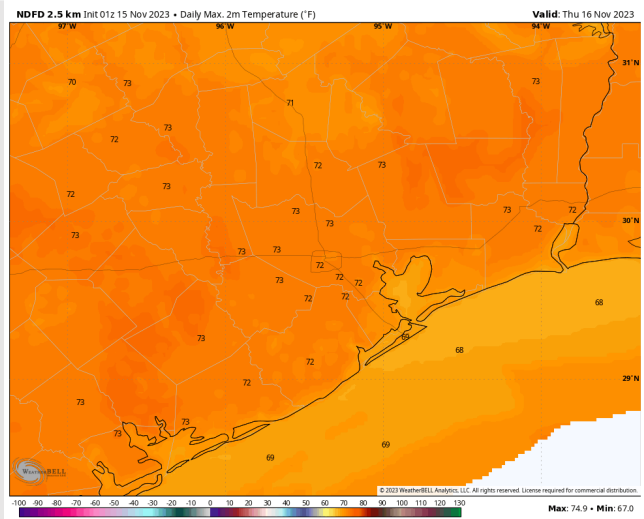 NDFD 2.5 km Init 01z 15 Nov 2023 • Daily Max. 2m Temperature (°F)
Valid: Thu 16 Nov 2023
97°W 96°W 95°W 94°W
31°N
70 73 73
71
73
72
72 73
73
72
73 72
73
73 72
30°N
73
73 73
72
72
73 72
72 72
68
73 69
68
72
29°N
72
73
73
73
69
69
WEATHERBELL
© 2023 WeatherBELL Analytics, LLC. All rights reserved. License required for commercial distribution.
-100 -90 -80 -70 -60 -50 -40 -30 -20 -10 0 10 20 30 40 50 60 70 80 90 100 110 120 130
Max: 74.9 • Min: 67.0